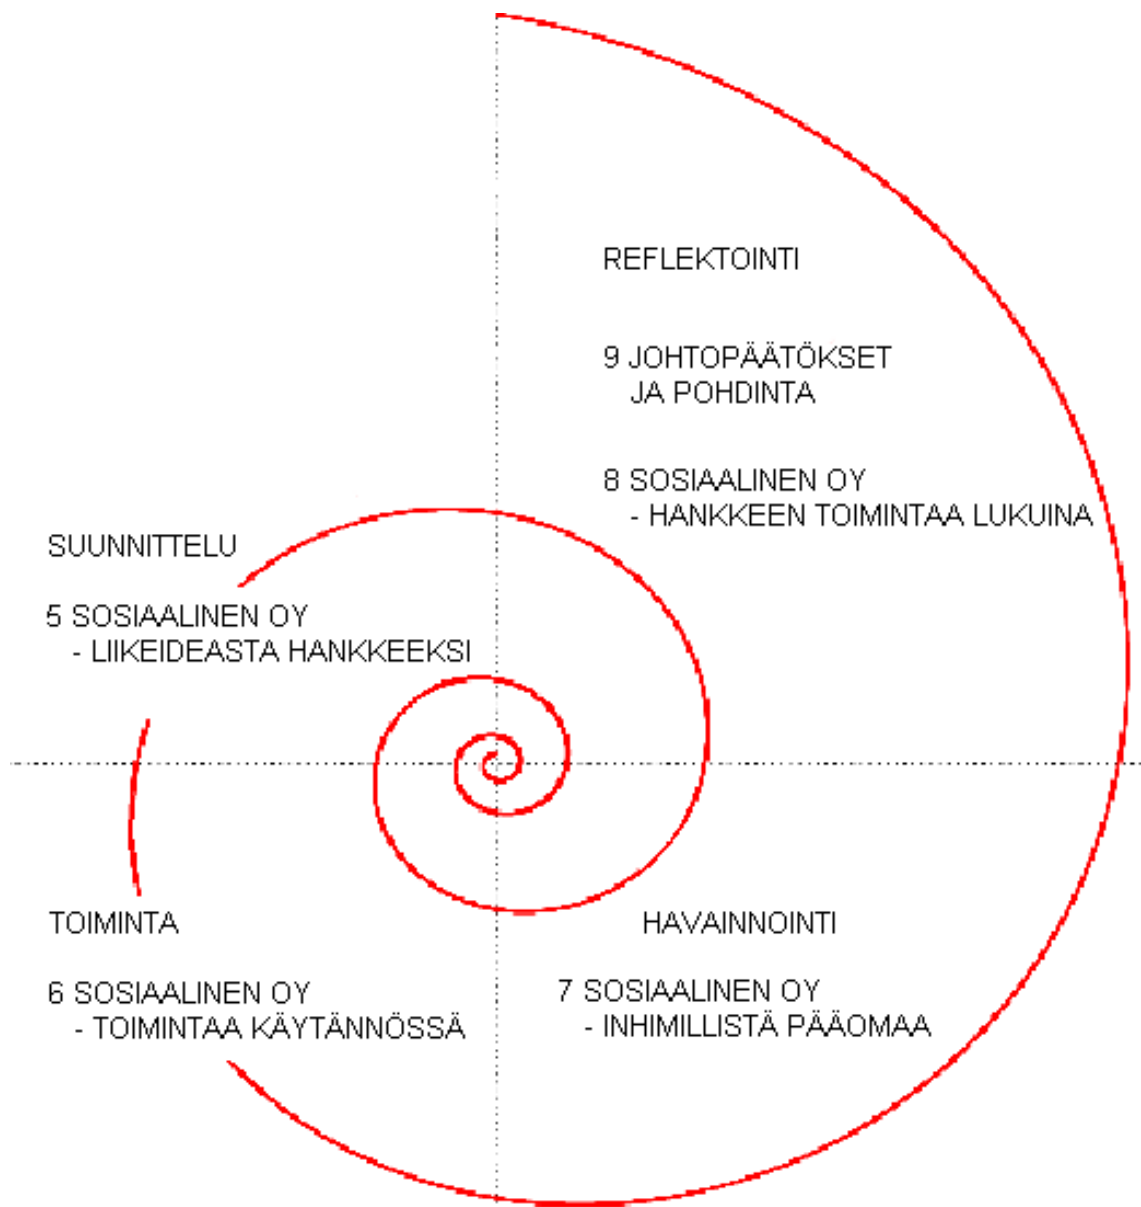 REFLEKTOINTI
9 JOHTOPÄÄTÖKSET
JA POHDINTA
8 SOSIAALINEN OY
- HANKKEEN TOIMINTAA LUKUINA
SUUNNITTELU
5 SOSIAALINEN OY
- LIIKEIDEASTA HANKKEEKSI
TOIMINTA
6 SOSIAALINEN OY
- TOIMINTAA KÄYTÄNNÖSSÄ
HAVAINNOINTI
7 SOSIAALINEN OY
- INHIMILLISTÄ PÄÄOMAA